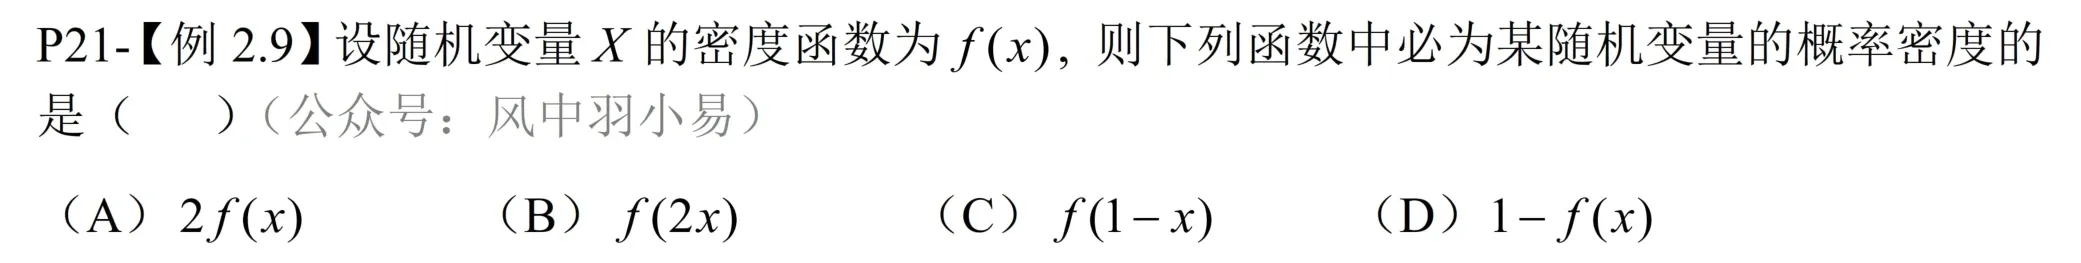 P21-【例 2.9】设随机变量 X 的密度函数为 f(x)，则下列函数中必为某随机变量的概率密度的
是（　　）（公众号：风中羽小易）
（A）2f(x)　（B）f(2x)　（C）f(1−x)　（D）1−f(x)